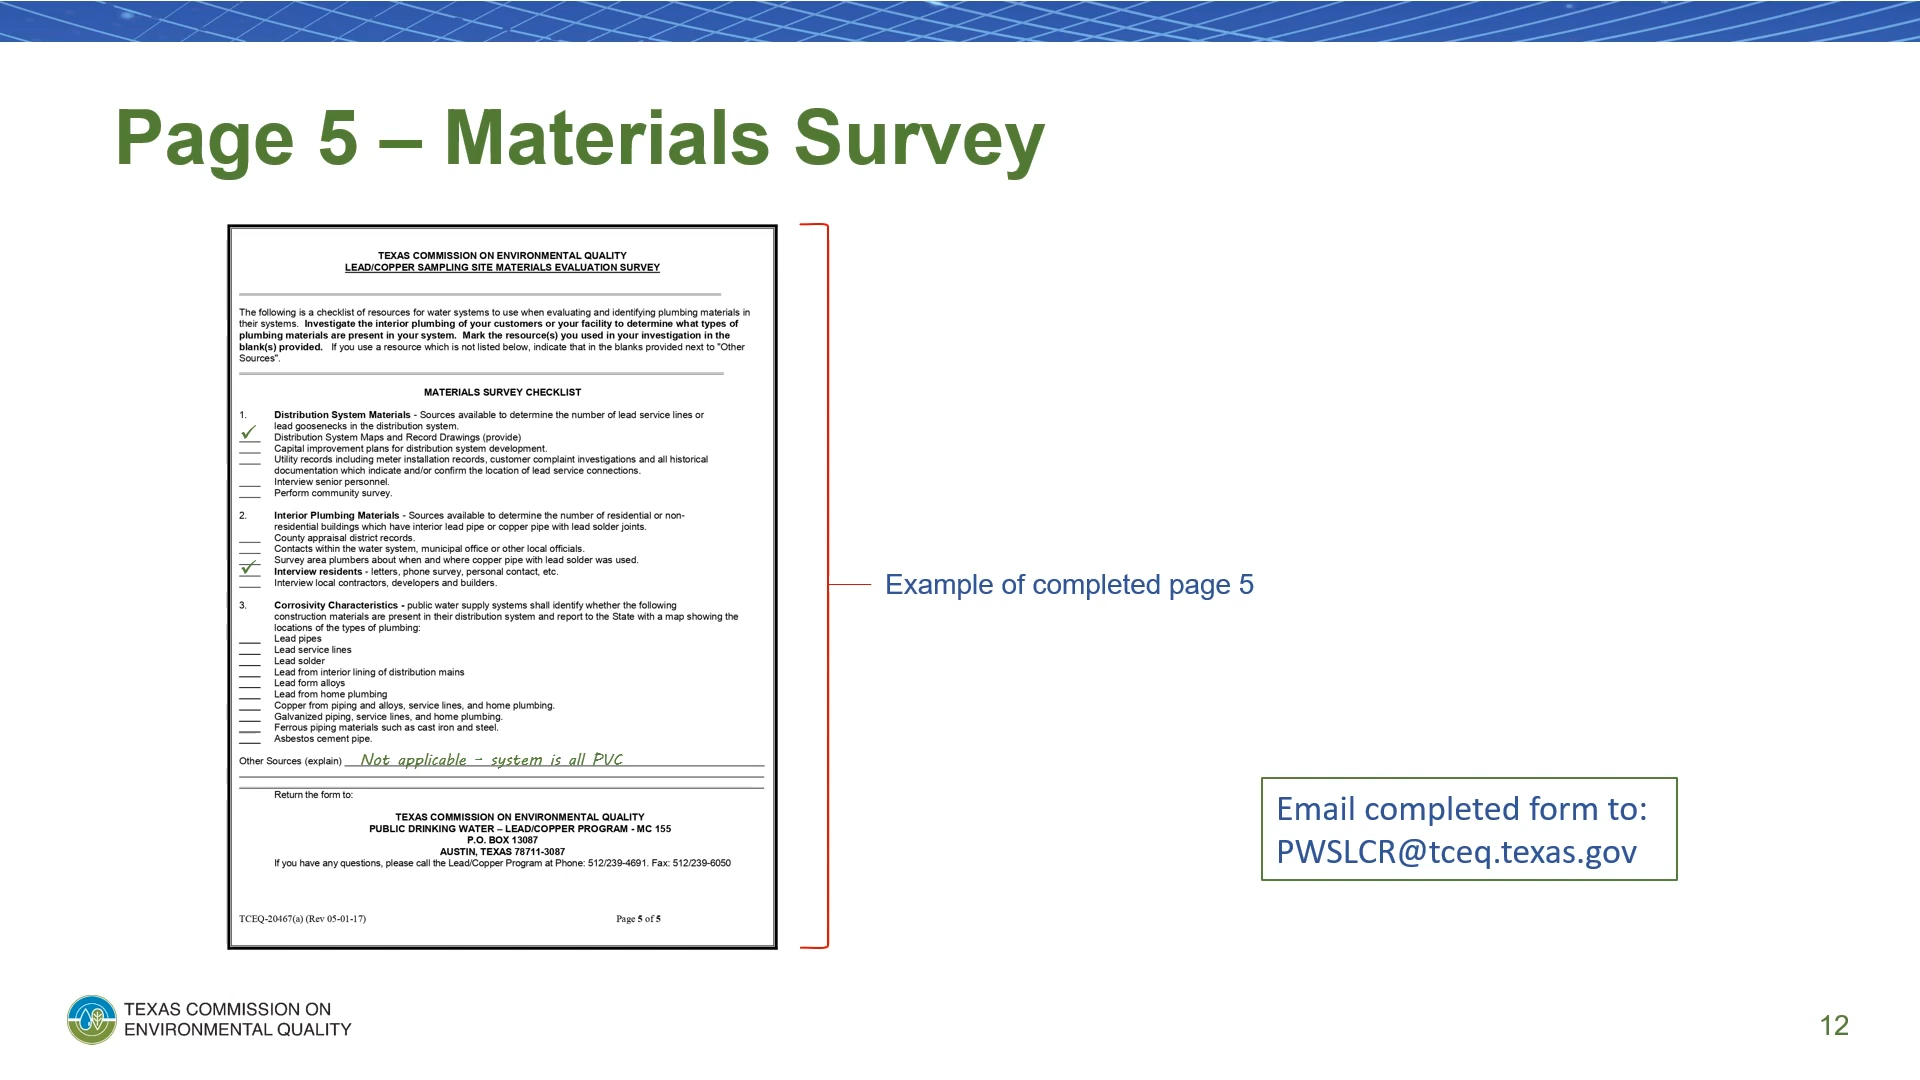 Page 5 – Materials Survey
TEXAS COMMISSION ON ENVIRONMENTAL QUALITY
LEAD/COPPER SAMPLING SITE MATERIALS EVALUATION SURVEY
The following is a checklist of resources for water systems to use when evaluating and identifying plumbing materials in
their systems. Investigate the interior plumbing of your customers or your facility to determine what types of
plumbing materials are present in your system. Mark the resource(s) you used in your investigation in the
blank(s) provided. If you use a resource which is not listed below, indicate that in the blanks provided next to "Other
Sources".
MATERIALS SURVEY CHECKLIST
1. Distribution System Materials - Sources available to determine the number of lead service lines or
lead goosenecks in the distribution system.
✓ Distribution System Maps and Record Drawings (provide)
___ Capital improvement plans for distribution system development.
___ Utility records including meter installation records, customer complaint investigations and all historical
documentation which indicate and/or confirm the location of lead service connections.
___ Interview senior personnel.
___ Perform community survey.
2. Interior Plumbing Materials - Sources available to determine the number of residential or non-
residential buildings which have interior lead pipe or copper pipe with lead solder joints.
___ County appraisal district records.
___ Contacts within the water system, municipal office or other local officials.
___ Survey area plumbers about when and where copper pipe with lead solder was used.
✓ Interview residents - letters, phone survey, personal contact, etc.
___ Interview local contractors, developers and builders.
3. Corrosivity Characteristics - public water supply systems shall identify whether the following
construction materials are present in their distribution system and report to the State with a map showing the
locations of the types of plumbing:
___ Lead pipes
___ Lead service lines
___ Lead solder
___ Lead from interior lining of distribution mains
___ Lead form alloys
___ Lead from home plumbing
___ Copper from piping and alloys, service lines, and home plumbing.
___ Galvanized piping, service lines, and home plumbing.
___ Ferrous piping materials such as cast iron and steel.
___ Asbestos cement pipe.
Other Sources (explain) Not applicable - system is all PVC
Return the form to:
TEXAS COMMISSION ON ENVIRONMENTAL QUALITY
PUBLIC DRINKING WATER – LEAD/COPPER PROGRAM - MC 155
P.O. BOX 13087
AUSTIN, TEXAS 78711-3087
If you have any questions, please call the Lead/Copper Program at Phone: 512/239-4691. Fax: 512/239-6050
TCEQ-20467(a) (Rev 05-01-17) Page 5 of 5
Example of completed page 5
Email completed form to:
PWSLCR@tceq.texas.gov
TEXAS COMMISSION ON
ENVIRONMENTAL QUALITY
12